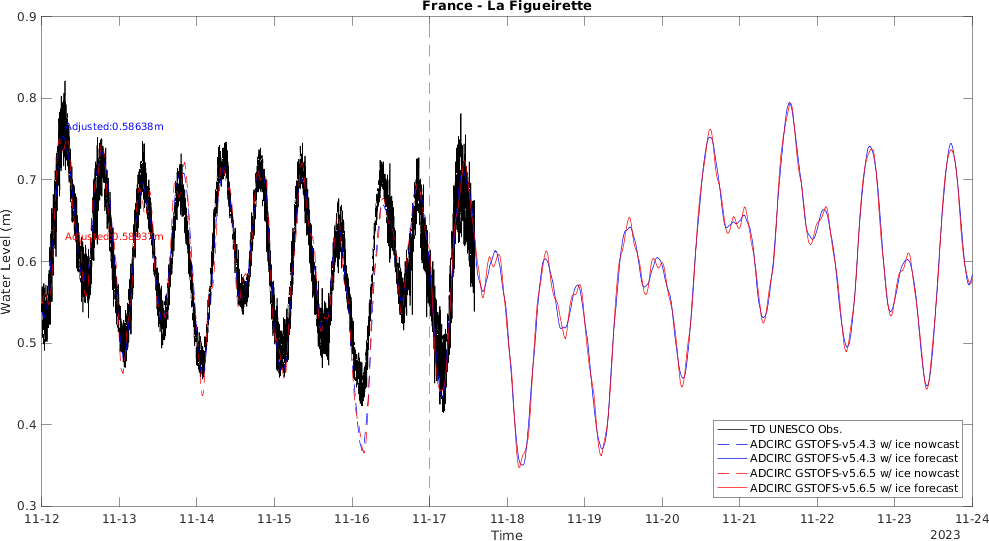 France - La Figueirette
0.9
0.8
0.7
0.6
0.5
0.4
0.3
Water Level (m)
Adjusted:0.58638m
Adjusted:0.58937m
TD UNESCO Obs.
ADCIRC GSTOFS-v5.4.3 w/ ice nowcast
ADCIRC GSTOFS-v5.4.3 w/ ice forecast
ADCIRC GSTOFS-v5.6.5 w/ ice nowcast
ADCIRC GSTOFS-v5.6.5 w/ ice forecast
11-12 11-13 11-14 11-15 11-16 11-17 11-18 11-19 11-20 11-21 11-22 11-23 11-24
Time
2023